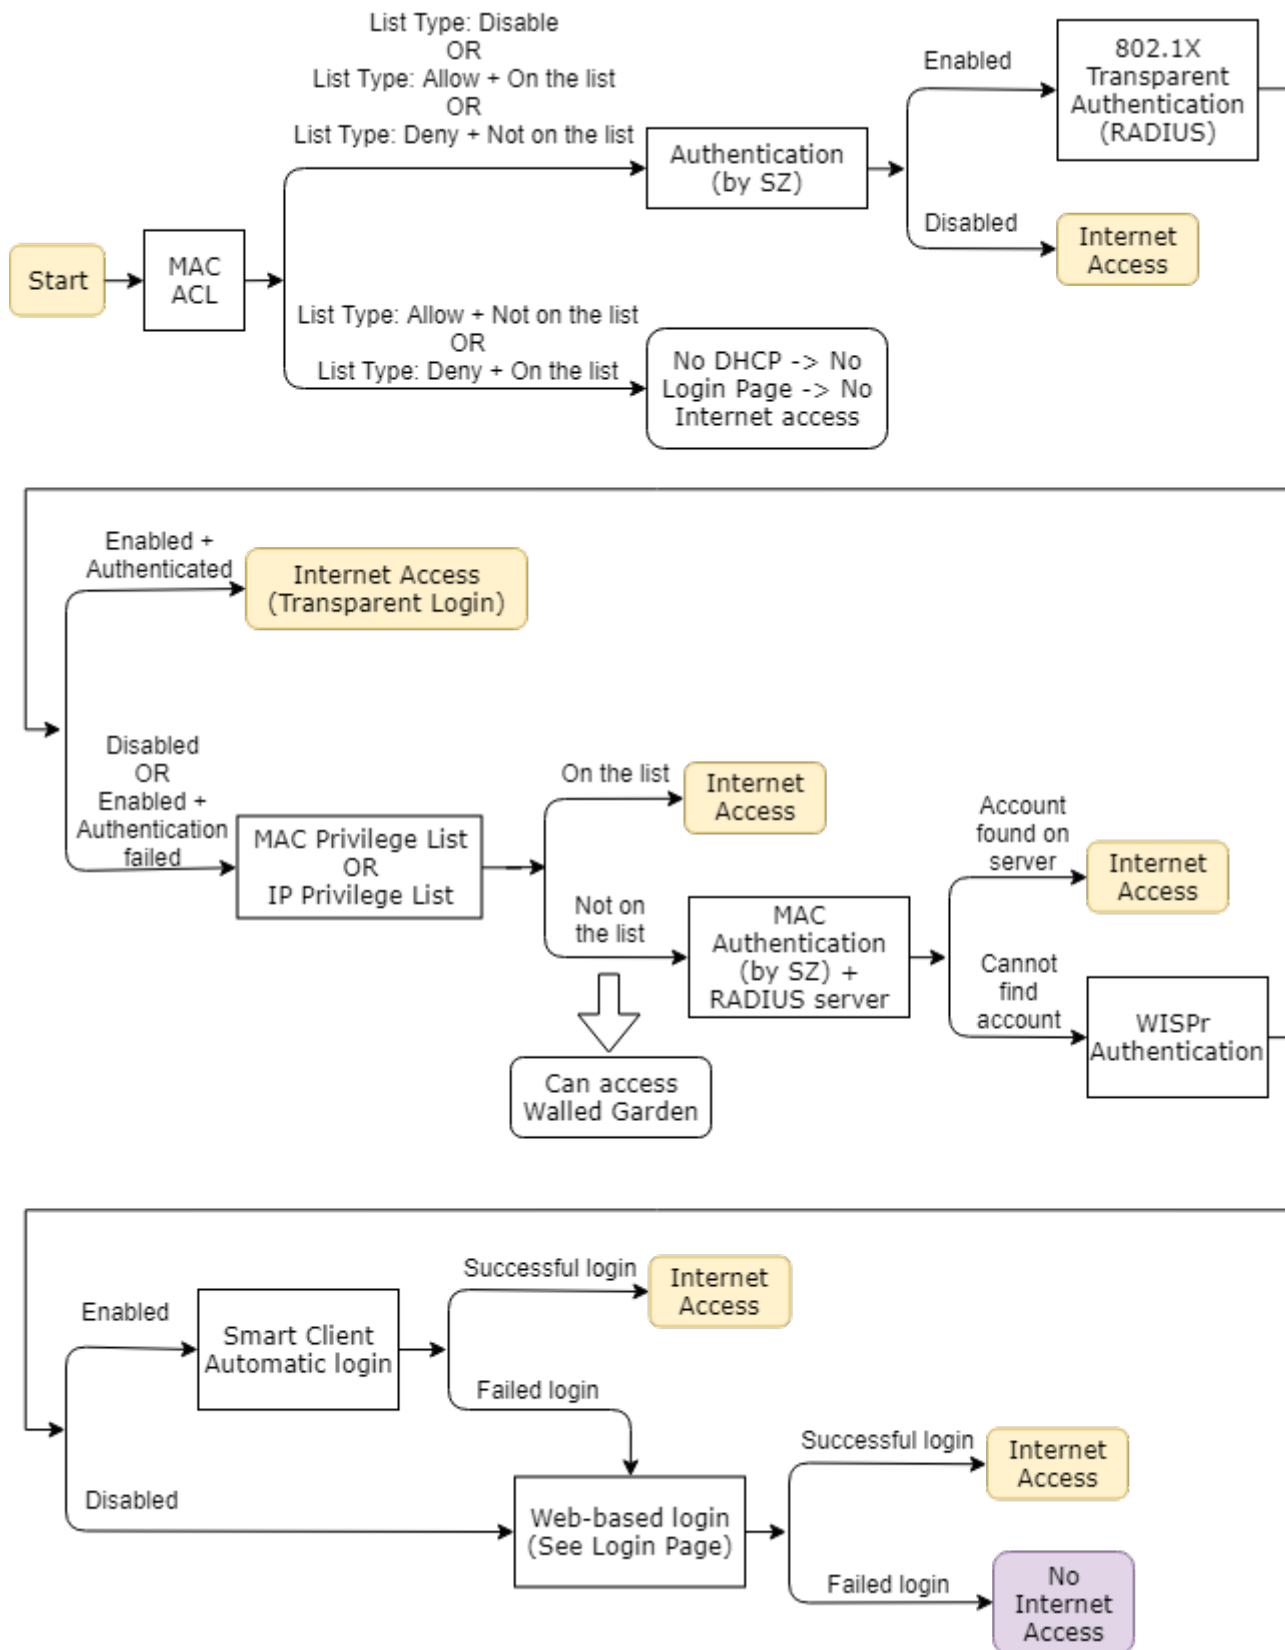 List Type: Disable
OR
List Type: Allow + On the list
OR
List Type: Deny + Not on the list
Enabled
802.1X
Transparent
Authentication
(RADIUS)
Authentication
(by SZ)
Disabled
Internet
Access
Start
MAC
ACL
List Type: Allow + Not on the list
OR
List Type: Deny + On the list
No DHCP -> No
Login Page -> No
Internet access
Enabled +
Authenticated
Internet Access
(Transparent Login)
Disabled
OR
Enabled +
Authentication
failed
MAC Privilege List
OR
IP Privilege List
On the list
Internet
Access
Not on
the list
MAC
Authentication
(by SZ) +
RADIUS server
Account
found on
server
Internet
Access
Cannot
find
account
WISPr
Authentication
Can access
Walled Garden
Enabled
Smart Client
Automatic login
Successful login
Internet
Access
Failed login
Disabled
Web-based login
(See Login Page)
Successful login
Internet
Access
Failed login
No
Internet
Access